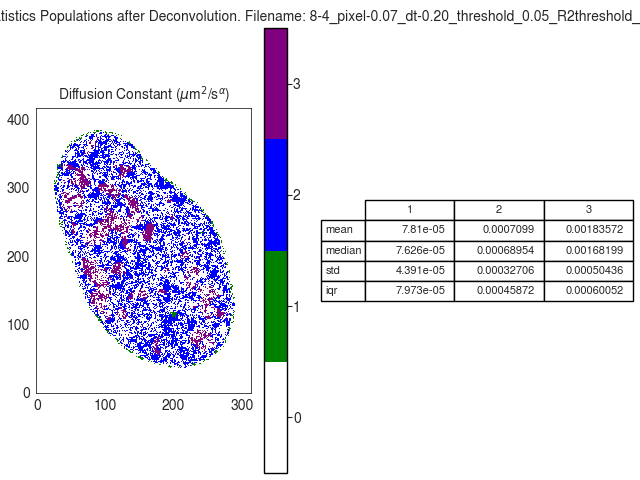 tistics Populations after Deconvolution. Filename: 8-4_pixel-0.07_dt-0.20_threshold_0.05_R2threshold_
Diffusion Constant (μm²/sᵅ)
400
300
200
100
0
0 100 200 300
3
2
1
0
1 2 3
mean 7.81e-05 0.0007099 0.00183572
median 7.626e-05 0.00068954 0.00168199
std 4.391e-05 0.00032706 0.00050436
iqr 7.973e-05 0.00045872 0.00060052